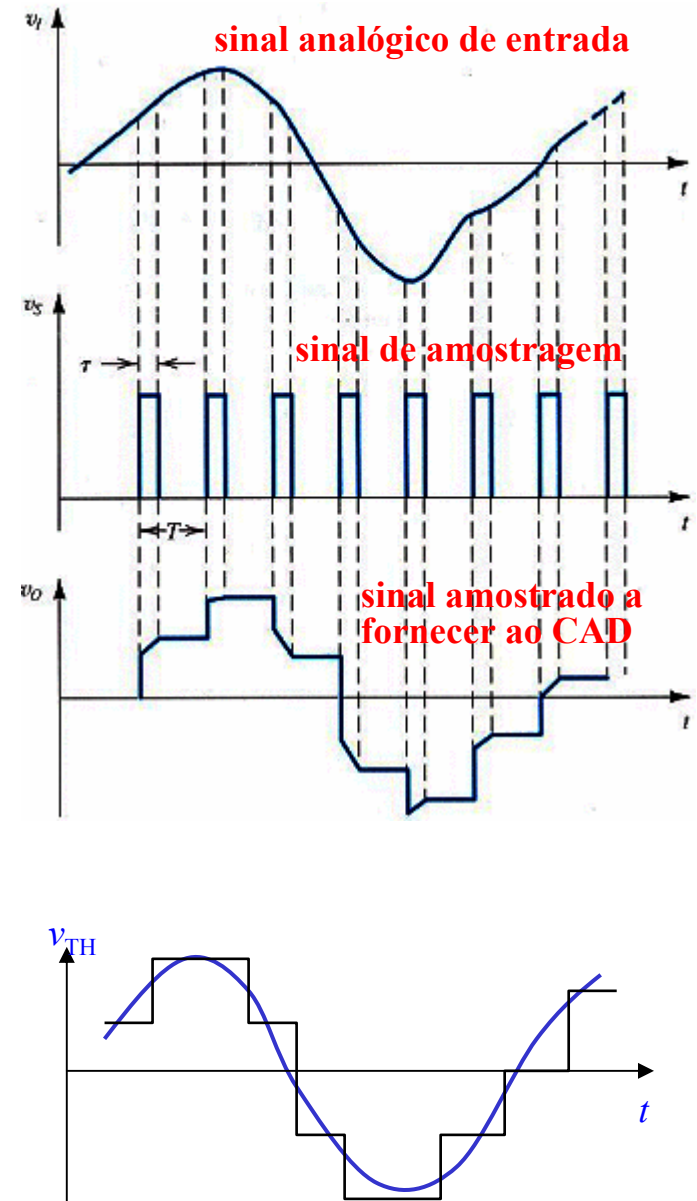 v_I
sinal analógico de entrada
t
v_S
sinal de amostragem
τ
t
T
v_O
sinal amostrado a
fornecer ao CAD
t
v_TH
t